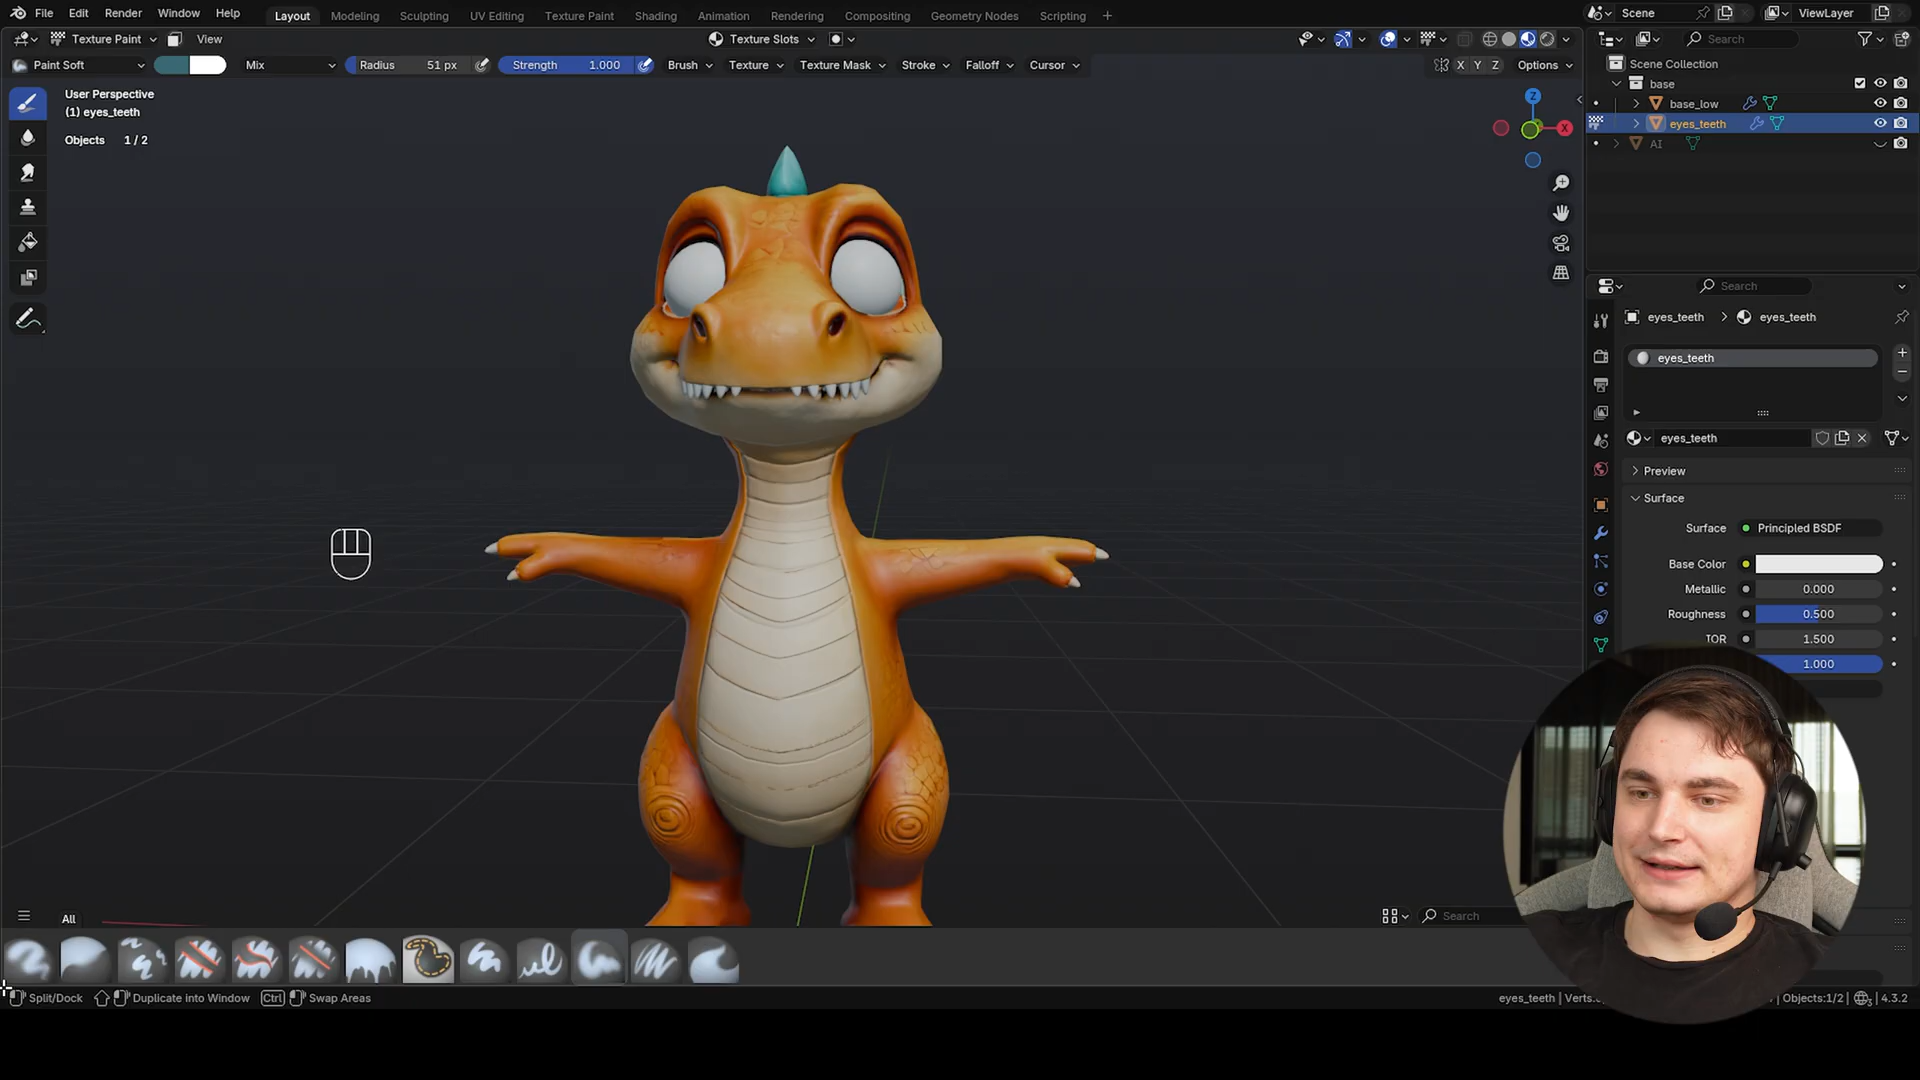 File Edit Render Window Help
Layout Modeling Sculpting UV Editing Texture Paint Shading Animation Rendering Compositing Geometry Nodes Scripting +
Scene ViewLayer
Texture Paint View Texture Slots
Search
Paint Soft Mix Radius 51 px Strength 1.000 Brush Texture Texture Mask Stroke Falloff Cursor X Y Z Options
Scene Collection
base
base_low
eyes_teeth
AI
User Perspective
(1) eyes_teeth
Objects 1 / 2
Z
X
Search
eyes_teeth > eyes_teeth
eyes_teeth
eyes_teeth
Preview
Surface
Surface Principled BSDF
Base Color
Metallic 0.000
Roughness 0.500
IOR 1.500
1.000
All
Search
Split/Dock Duplicate into Window Ctrl Swap Areas
eyes_teeth | Verts: Objects:1/2 4.3.2